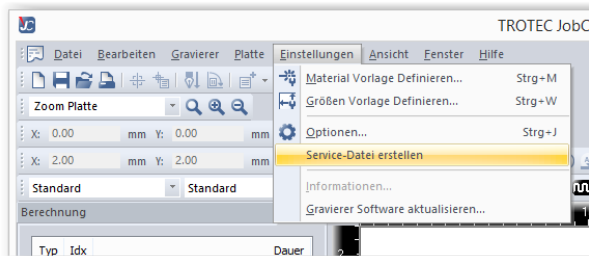 TROTEC JobC
Datei Bearbeiten Gravierer Platte Einstellungen Ansicht Fenster Hilfe
Material Vorlage Definieren... Strg+M
Größen Vorlage Definieren... Strg+W
Zoom Platte
Optionen... Strg+J
X: 0.00 mm Y: 0.00 mm
Service-Datei erstellen
X: 2.00 mm Y: 2.00 mm
Informationen...
Standard Standard
Gravierer Software aktualisieren...
Berechnung
Typ Idx Dauer
2